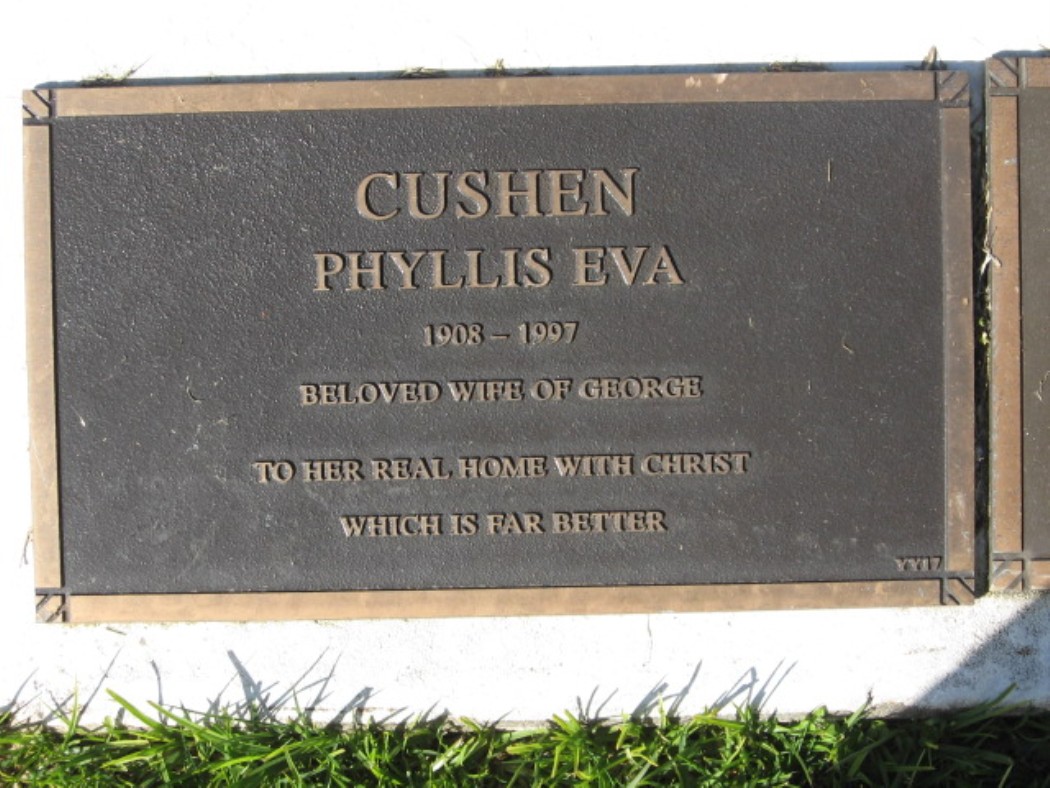 CUSHEN
PHYLLIS EVA
1908 – 1997
BELOVED WIFE OF GEORGE
TO HER REAL HOME WITH CHRIST
WHICH IS FAR BETTER
YY17